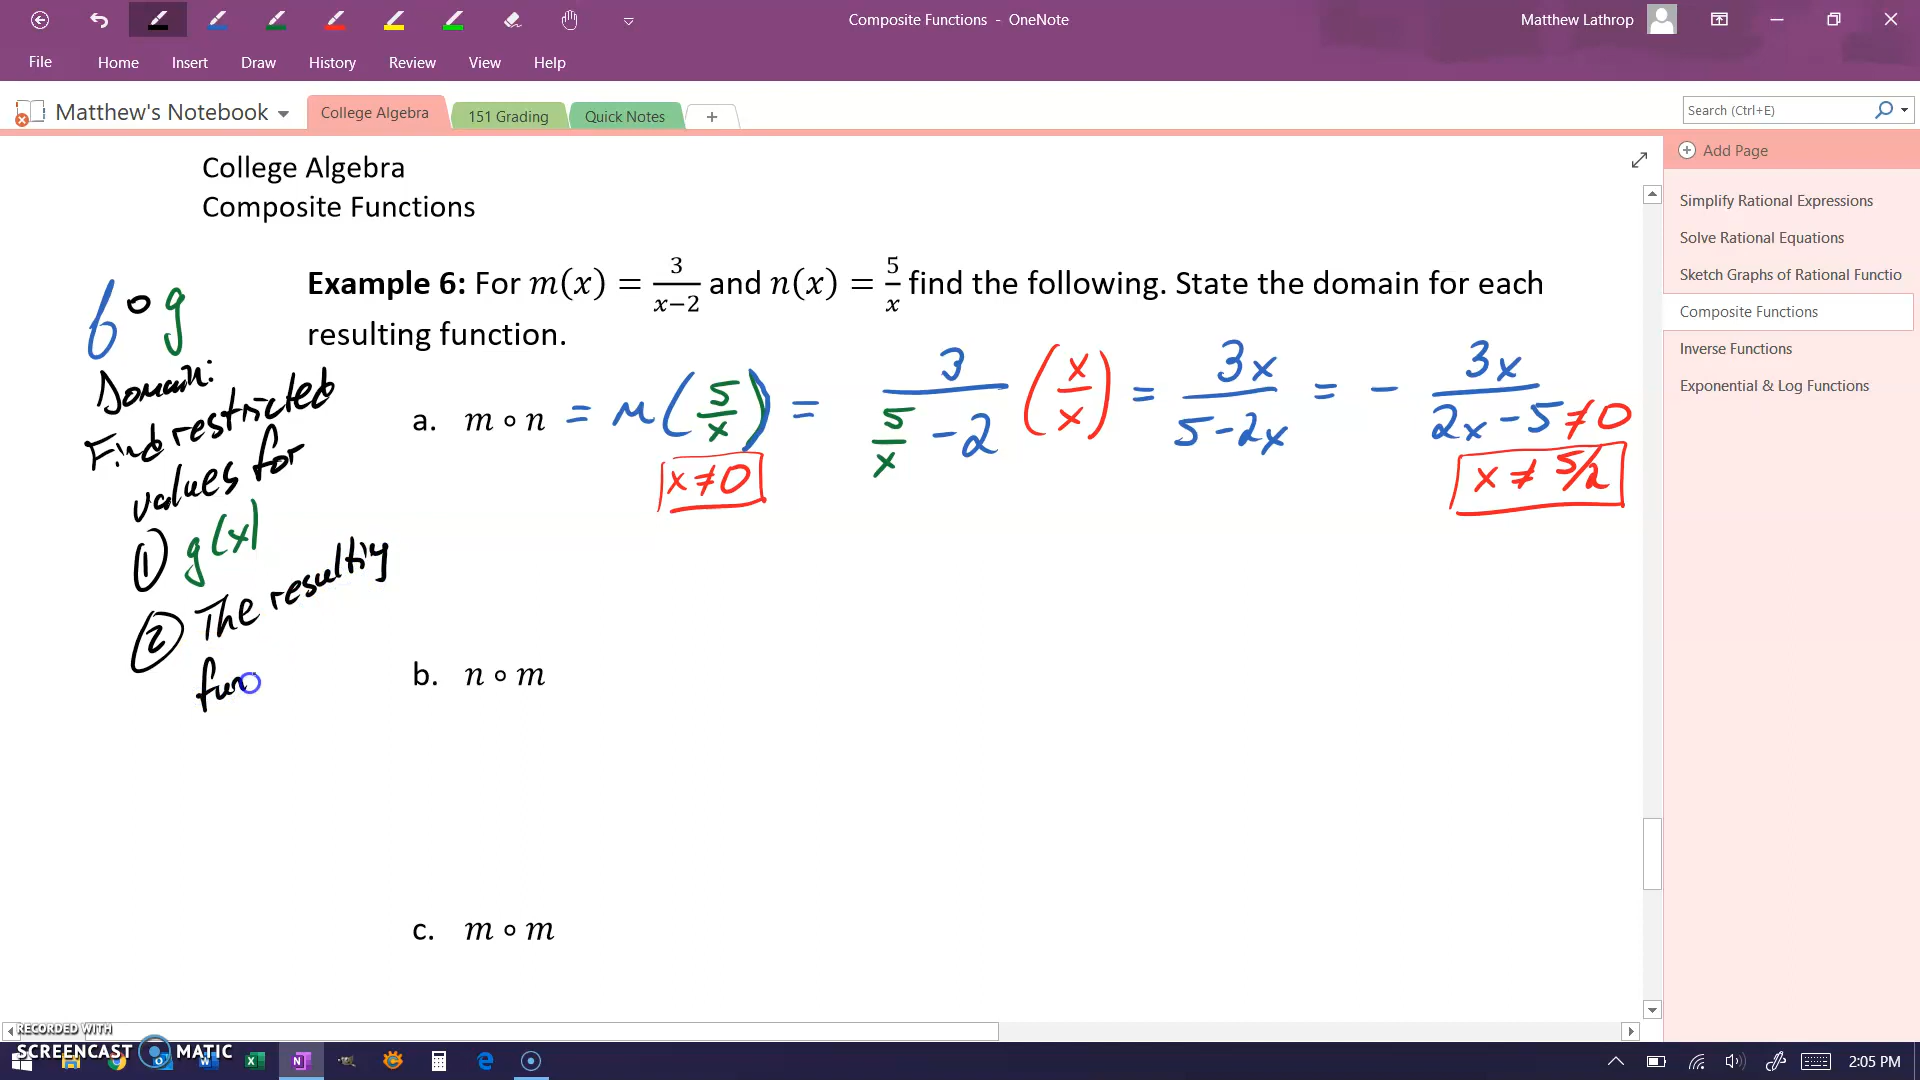 Composite Functions - OneNote
Matthew Lathrop
File Home Insert Draw History Review View Help
Matthew's Notebook
College Algebra
151 Grading
Quick Notes
+
Search (Ctrl+E)
Add Page
Simplify Rational Expressions
Solve Rational Equations
Sketch Graphs of Rational Functio
Composite Functions
Inverse Functions
Exponential & Log Functions
College Algebra
Composite Functions
Example 6: For m(x) = 3/(x−2) and n(x) = 5/x find the following. State the domain for each
resulting function.
f ∘ g
Domain:
Find restricted
values for
① g(x)
② The resulting
fun
a. m ∘ n = m(5/x) = 3/(5/x − 2) (x/x) = 3x/(5 − 2x) = − 3x/(2x − 5) ≠ 0
x ≠ 0
x ≠ 5/2
b. n ∘ m
c. m ∘ m
RECORDED WITH
SCREENCAST MATIC
2:05 PM